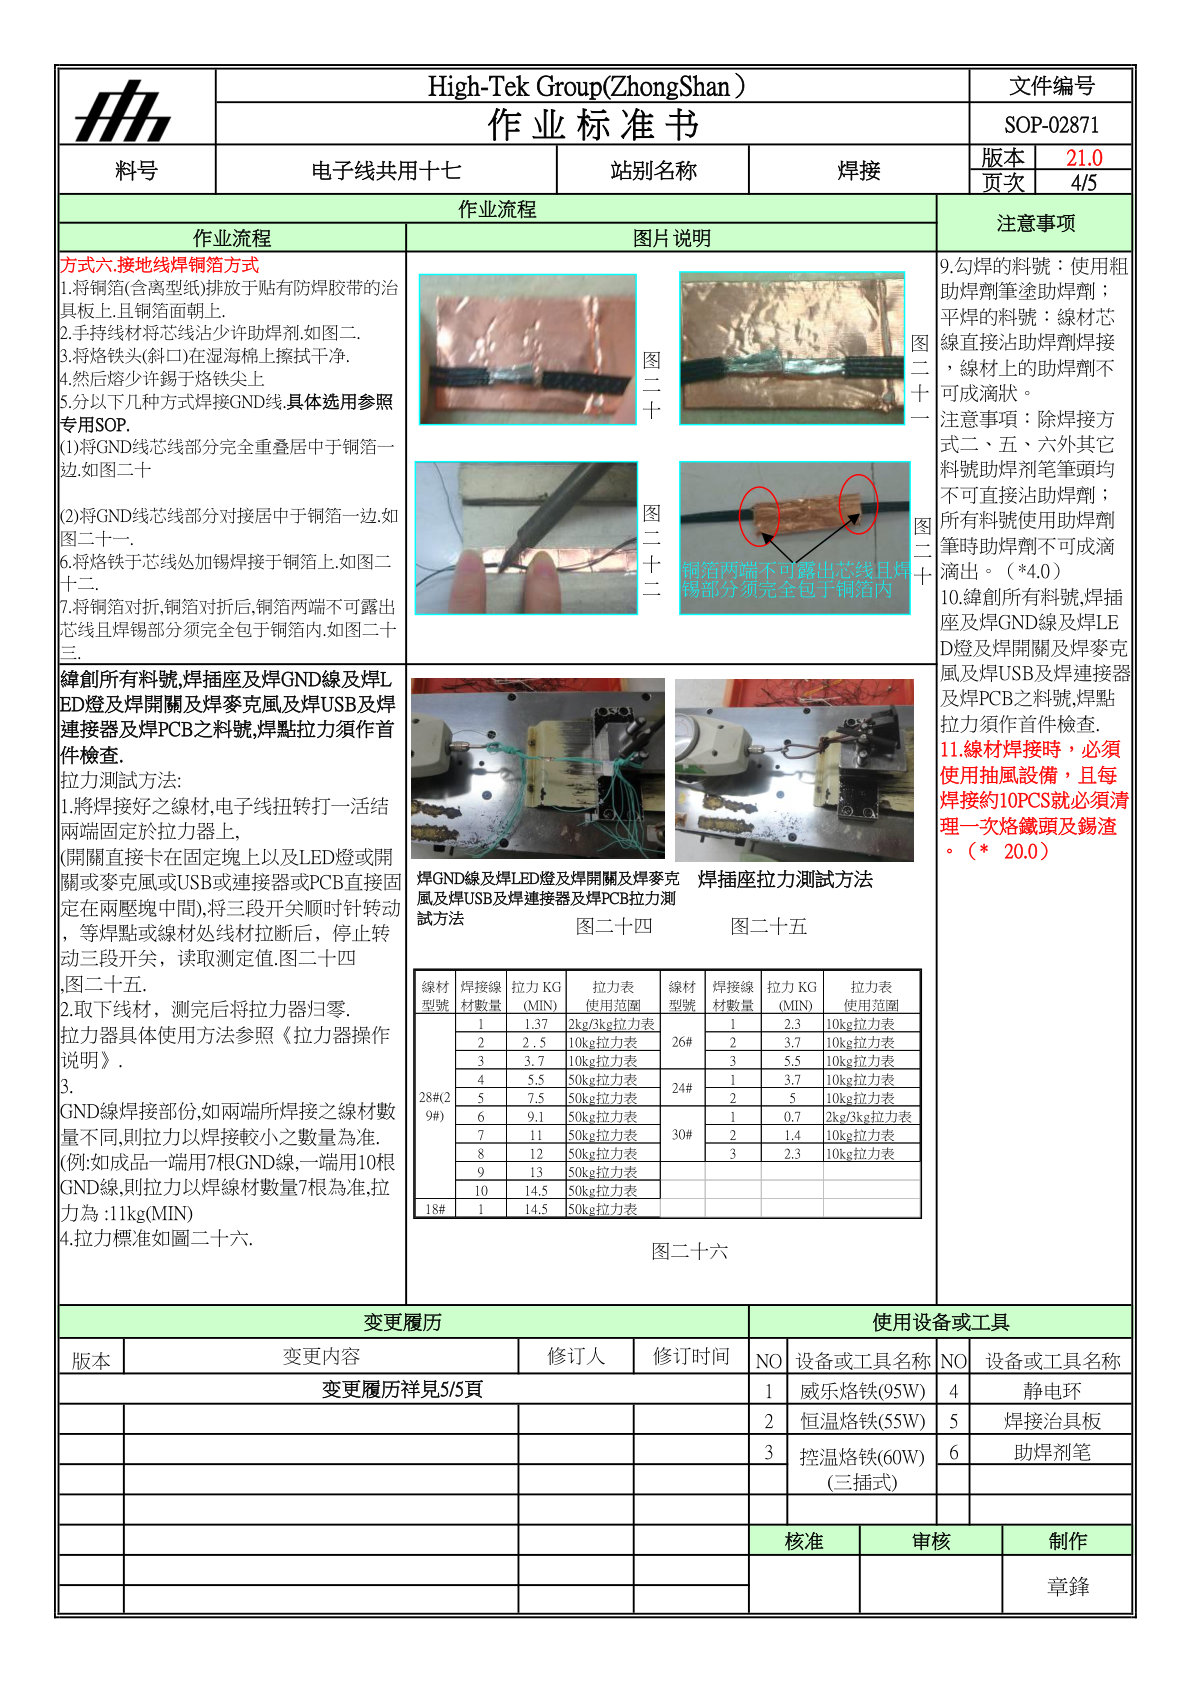 High-Tek Group(ZhongShan）
文件编号
作 业 标 准 书
SOP-02871
料号
电子线共用十七
站别名称
焊接
版本
21.0
页次
4/5
作业流程
注意事项
作业流程
图片说明
方式六.接地线焊铜箔方式
1.将铜箔(含离型纸)排放于贴有防焊胶带的治
具板上.且铜箔面朝上.
2.手持线材将芯线沾少许助焊剂.如图二.
3.将烙铁头(斜口)在湿海棉上擦拭干净.
4.然后熔少许錫于烙铁尖上
5.分以下几种方式焊接GND线.具体选用参照
专用SOP.
(1)将GND线芯线部分完全重叠居中于铜箔一
边.如图二十
(2)将GND线芯线部分对接居中于铜箔一边.如
图二十一.
6.将烙铁于芯线处加锡焊接于铜箔上.如图二
十二.
7.将铜箔对折,铜箔对折后,铜箔两端不可露出
芯线且焊锡部分须完全包于铜箔内.如图二十
三.
图二十
图二十一
图二十二
图二十
铜箔两端不可露出芯线且焊
锡部分须完全包于铜箔内
緯創所有料號,焊插座及焊GND線及焊L
ED燈及焊開關及焊麥克風及焊USB及焊
連接器及焊PCB之料號,焊點拉力須作首
件檢查.
拉力測試方法:
1.將焊接好之線材,电子线扭转打一活结
兩端固定於拉力器上,
(開關直接卡在固定塊上以及LED燈或開
關或麥克風或USB或連接器或PCB直接固
定在兩壓塊中間),将三段开关顺时针转动
，等焊點或線材处线材拉断后，停止转
动三段开关，读取测定值.图二十四
,图二十五.
2.取下线材，测完后将拉力器归零.
拉力器具体使用方法参照《拉力器操作
说明》.
3.
GND線焊接部份,如兩端所焊接之線材數
量不同,則拉力以焊接較小之數量為准.
(例:如成品一端用7根GND線,一端用10根
GND線,則拉力以焊線材數量7根為准,拉
力為 :11kg(MIN)
4.拉力標准如圖二十六.
焊GND線及焊LED燈及焊開關及焊麥克
風及焊USB及焊連接器及焊PCB拉力測
試方法
图二十四
焊插座拉力測試方法
图二十五
線材 焊接線 拉力 KG 拉力表 線材 焊接線 拉力 KG 拉力表
型號 材數量 (MIN) 使用范圍 型號 材數量 (MIN) 使用范圍
1 1.37 2kg/3kg拉力表 1 2.3 10kg拉力表
2 2 . 5 10kg拉力表 26# 2 3.7 10kg拉力表
3 3. 7 10kg拉力表 3 5.5 10kg拉力表
4 5.5 50kg拉力表 24# 1 3.7 10kg拉力表
28#(2 5 7.5 50kg拉力表 2 5 10kg拉力表
9#) 6 9.1 50kg拉力表 1 0.7 2kg/3kg拉力表
7 11 50kg拉力表 30# 2 1.4 10kg拉力表
8 12 50kg拉力表 3 2.3 10kg拉力表
9 13 50kg拉力表
10 14.5 50kg拉力表
18# 1 14.5 50kg拉力表
图二十六
9.勾焊的料號：使用粗
助焊劑筆塗助焊劑；
平焊的料號：線材芯
線直接沾助焊劑焊接
，線材上的助焊劑不
可成滴狀。
注意事項：除焊接方
式二、五、六外其它
料號助焊剂笔筆頭均
不可直接沾助焊劑；
所有料號使用助焊劑
筆時助焊劑不可成滴
滴出。（*4.0）
10.緯創所有料號,焊插
座及焊GND線及焊LE
D燈及焊開關及焊麥克
風及焊USB及焊連接器
及焊PCB之料號,焊點
拉力須作首件檢查.
11.線材焊接時，必須
使用抽風設備，且每
焊接約10PCS就必須清
理一次烙鐵頭及錫渣
。（* 20.0）
变更履历
使用设备或工具
版本 变更内容 修订人 修订时间 NO 设备或工具名称 NO 设备或工具名称
变更履历祥見5/5頁
1 威乐烙铁(95W) 4 静电环
2 恒温烙铁(55W) 5 焊接治具板
3 控温烙铁(60W) 6 助焊剂笔
(三插式)
核准 审核 制作
章鋒